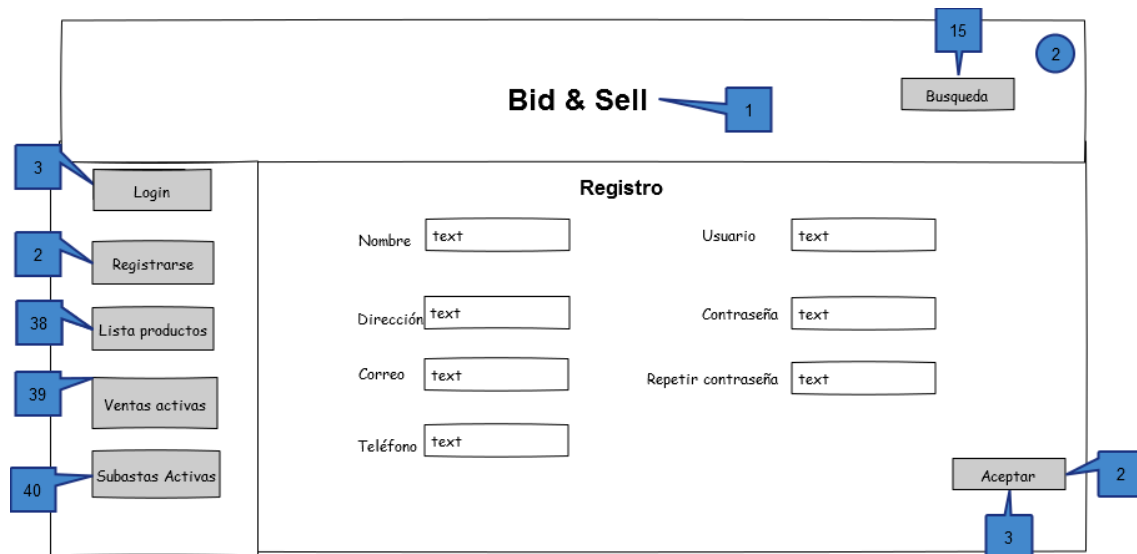 15
2
Busqueda
Bid & Sell
1
3
Login
Registro
Nombre text
Usuario text
2
Registrarse
38
Lista productos
Dirección text
Contraseña text
39
Ventas activas
Correo text
Repetir contraseña text
Teléfono text
40
Subastas Activas
Aceptar
2
3